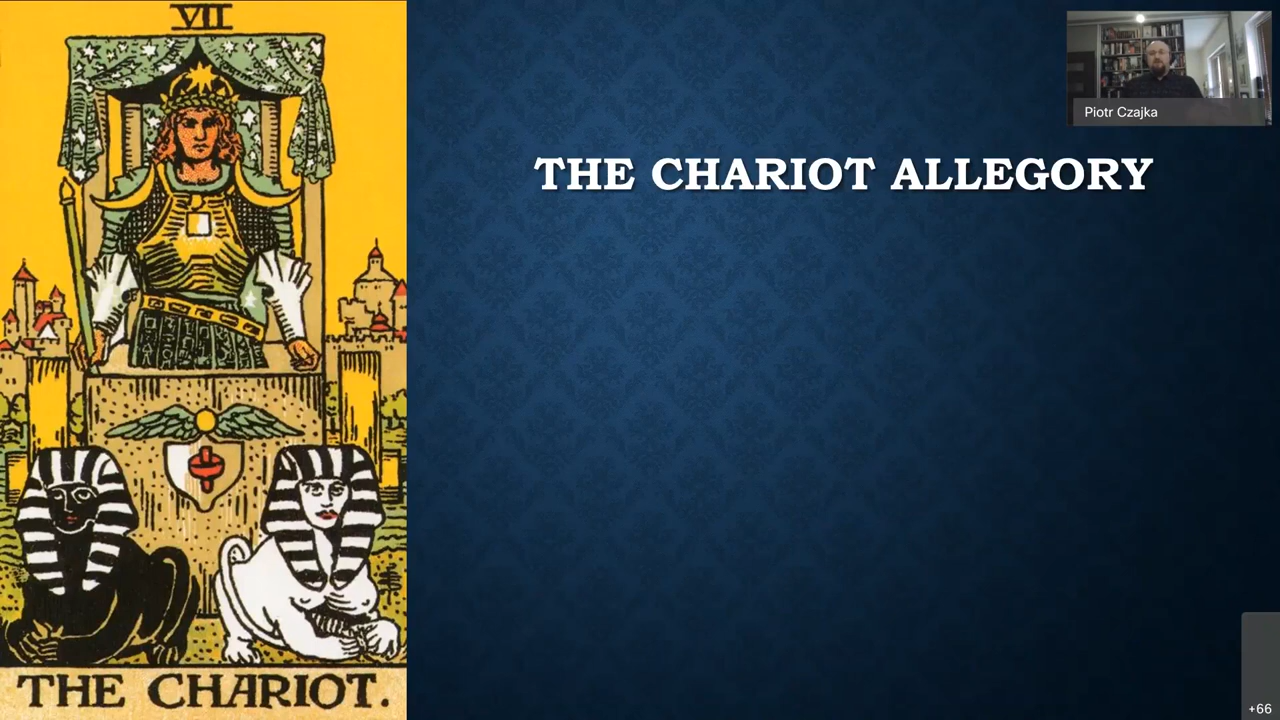 VII
THE CHARIOT.
THE CHARIOT ALLEGORY
Piotr Czajka
+66